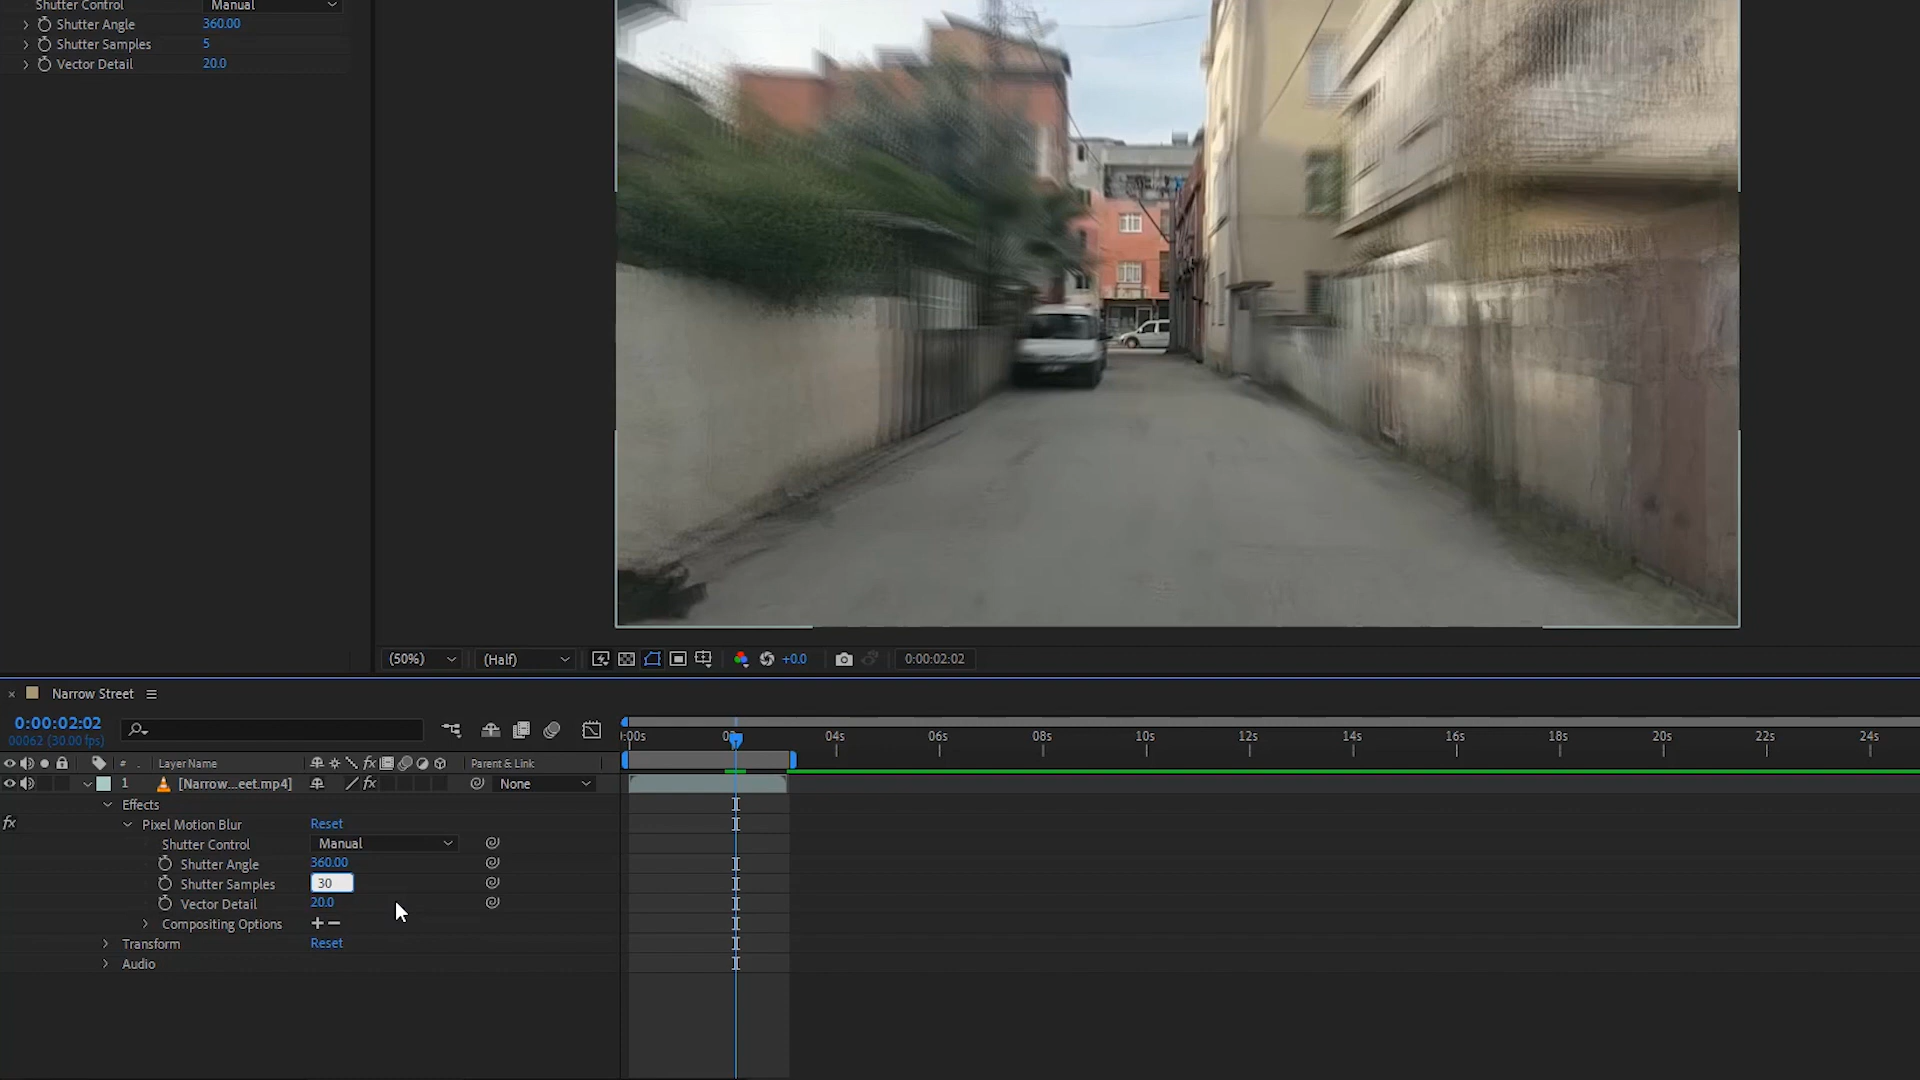 Shutter Control Manual
Shutter Angle 360.00
Shutter Samples 5
Vector Detail 20.0
(50%) (Half) +0.0 0:00:02:02
Narrow Street
0:00:02:02
00062 (30.00 fps)
:00s 04s 06s 08s 10s 12s 14s 16s 18s 20s 22s 24s
# Layer Name fx Parent & Link
1 [Narrow...eet.mp4] fx None
Effects
fx Pixel Motion Blur Reset
Shutter Control Manual
Shutter Angle 360.00
Shutter Samples 30
Vector Detail 20.0
Compositing Options
Transform Reset
Audio